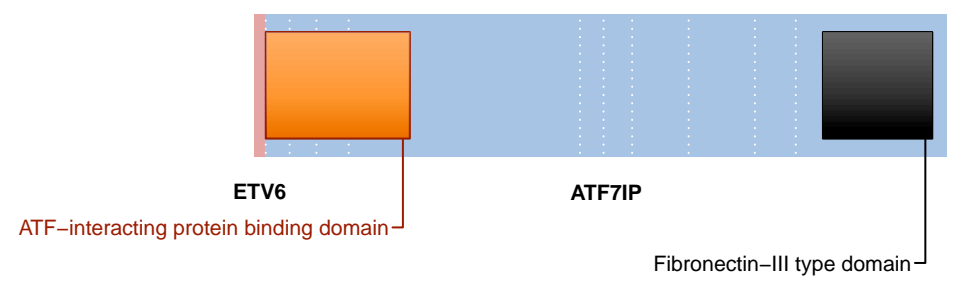 ETV6
ATF7IP
ATF−interacting protein binding domain
Fibronectin−III type domain